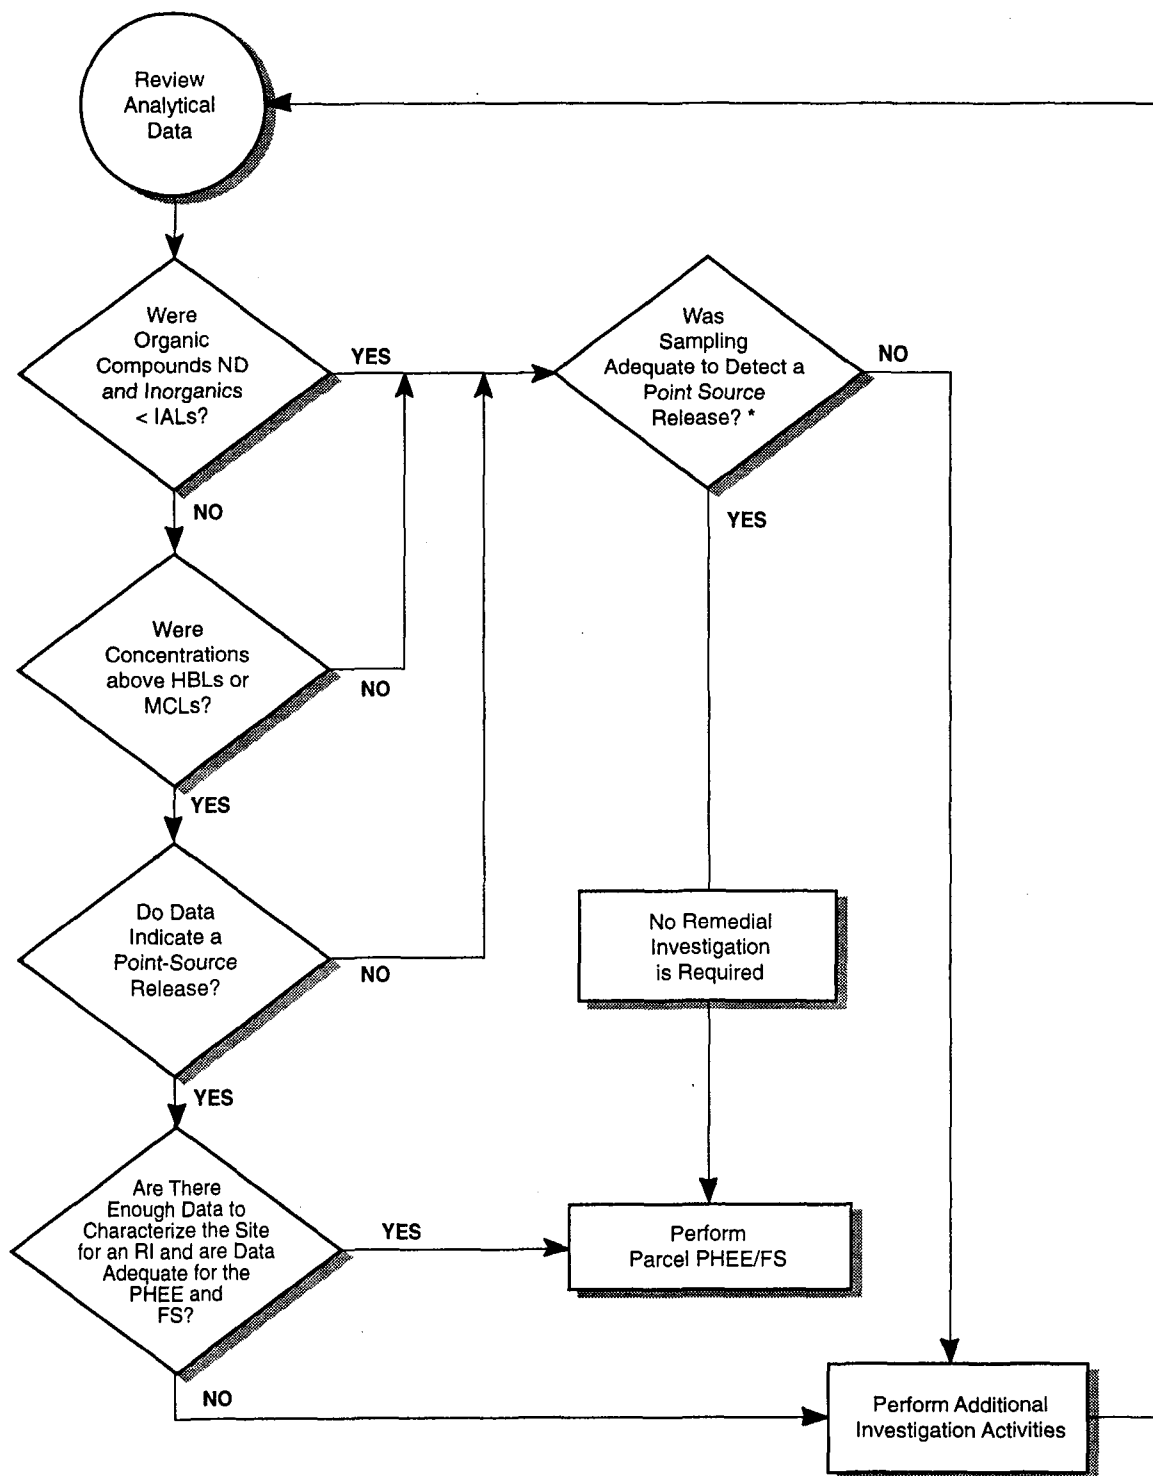 Review
Analytical
Data
Were
Organic
Compounds ND
and Inorganics
< IALs?
YES
NO
Was
Sampling
Adequate to Detect a
Point Source
Release? *
NO
YES
Were
Concentrations
above HBLs or
MCLs?
NO
YES
Do Data
Indicate a
Point-Source
Release?
NO
YES
No Remedial
Investigation
is Required
Are There
Enough Data to
Characterize the Site
for an RI and are Data
Adequate for the
PHEE and
FS?
YES
NO
Perform
Parcel PHEE/FS
Perform Additional
Investigation Activities